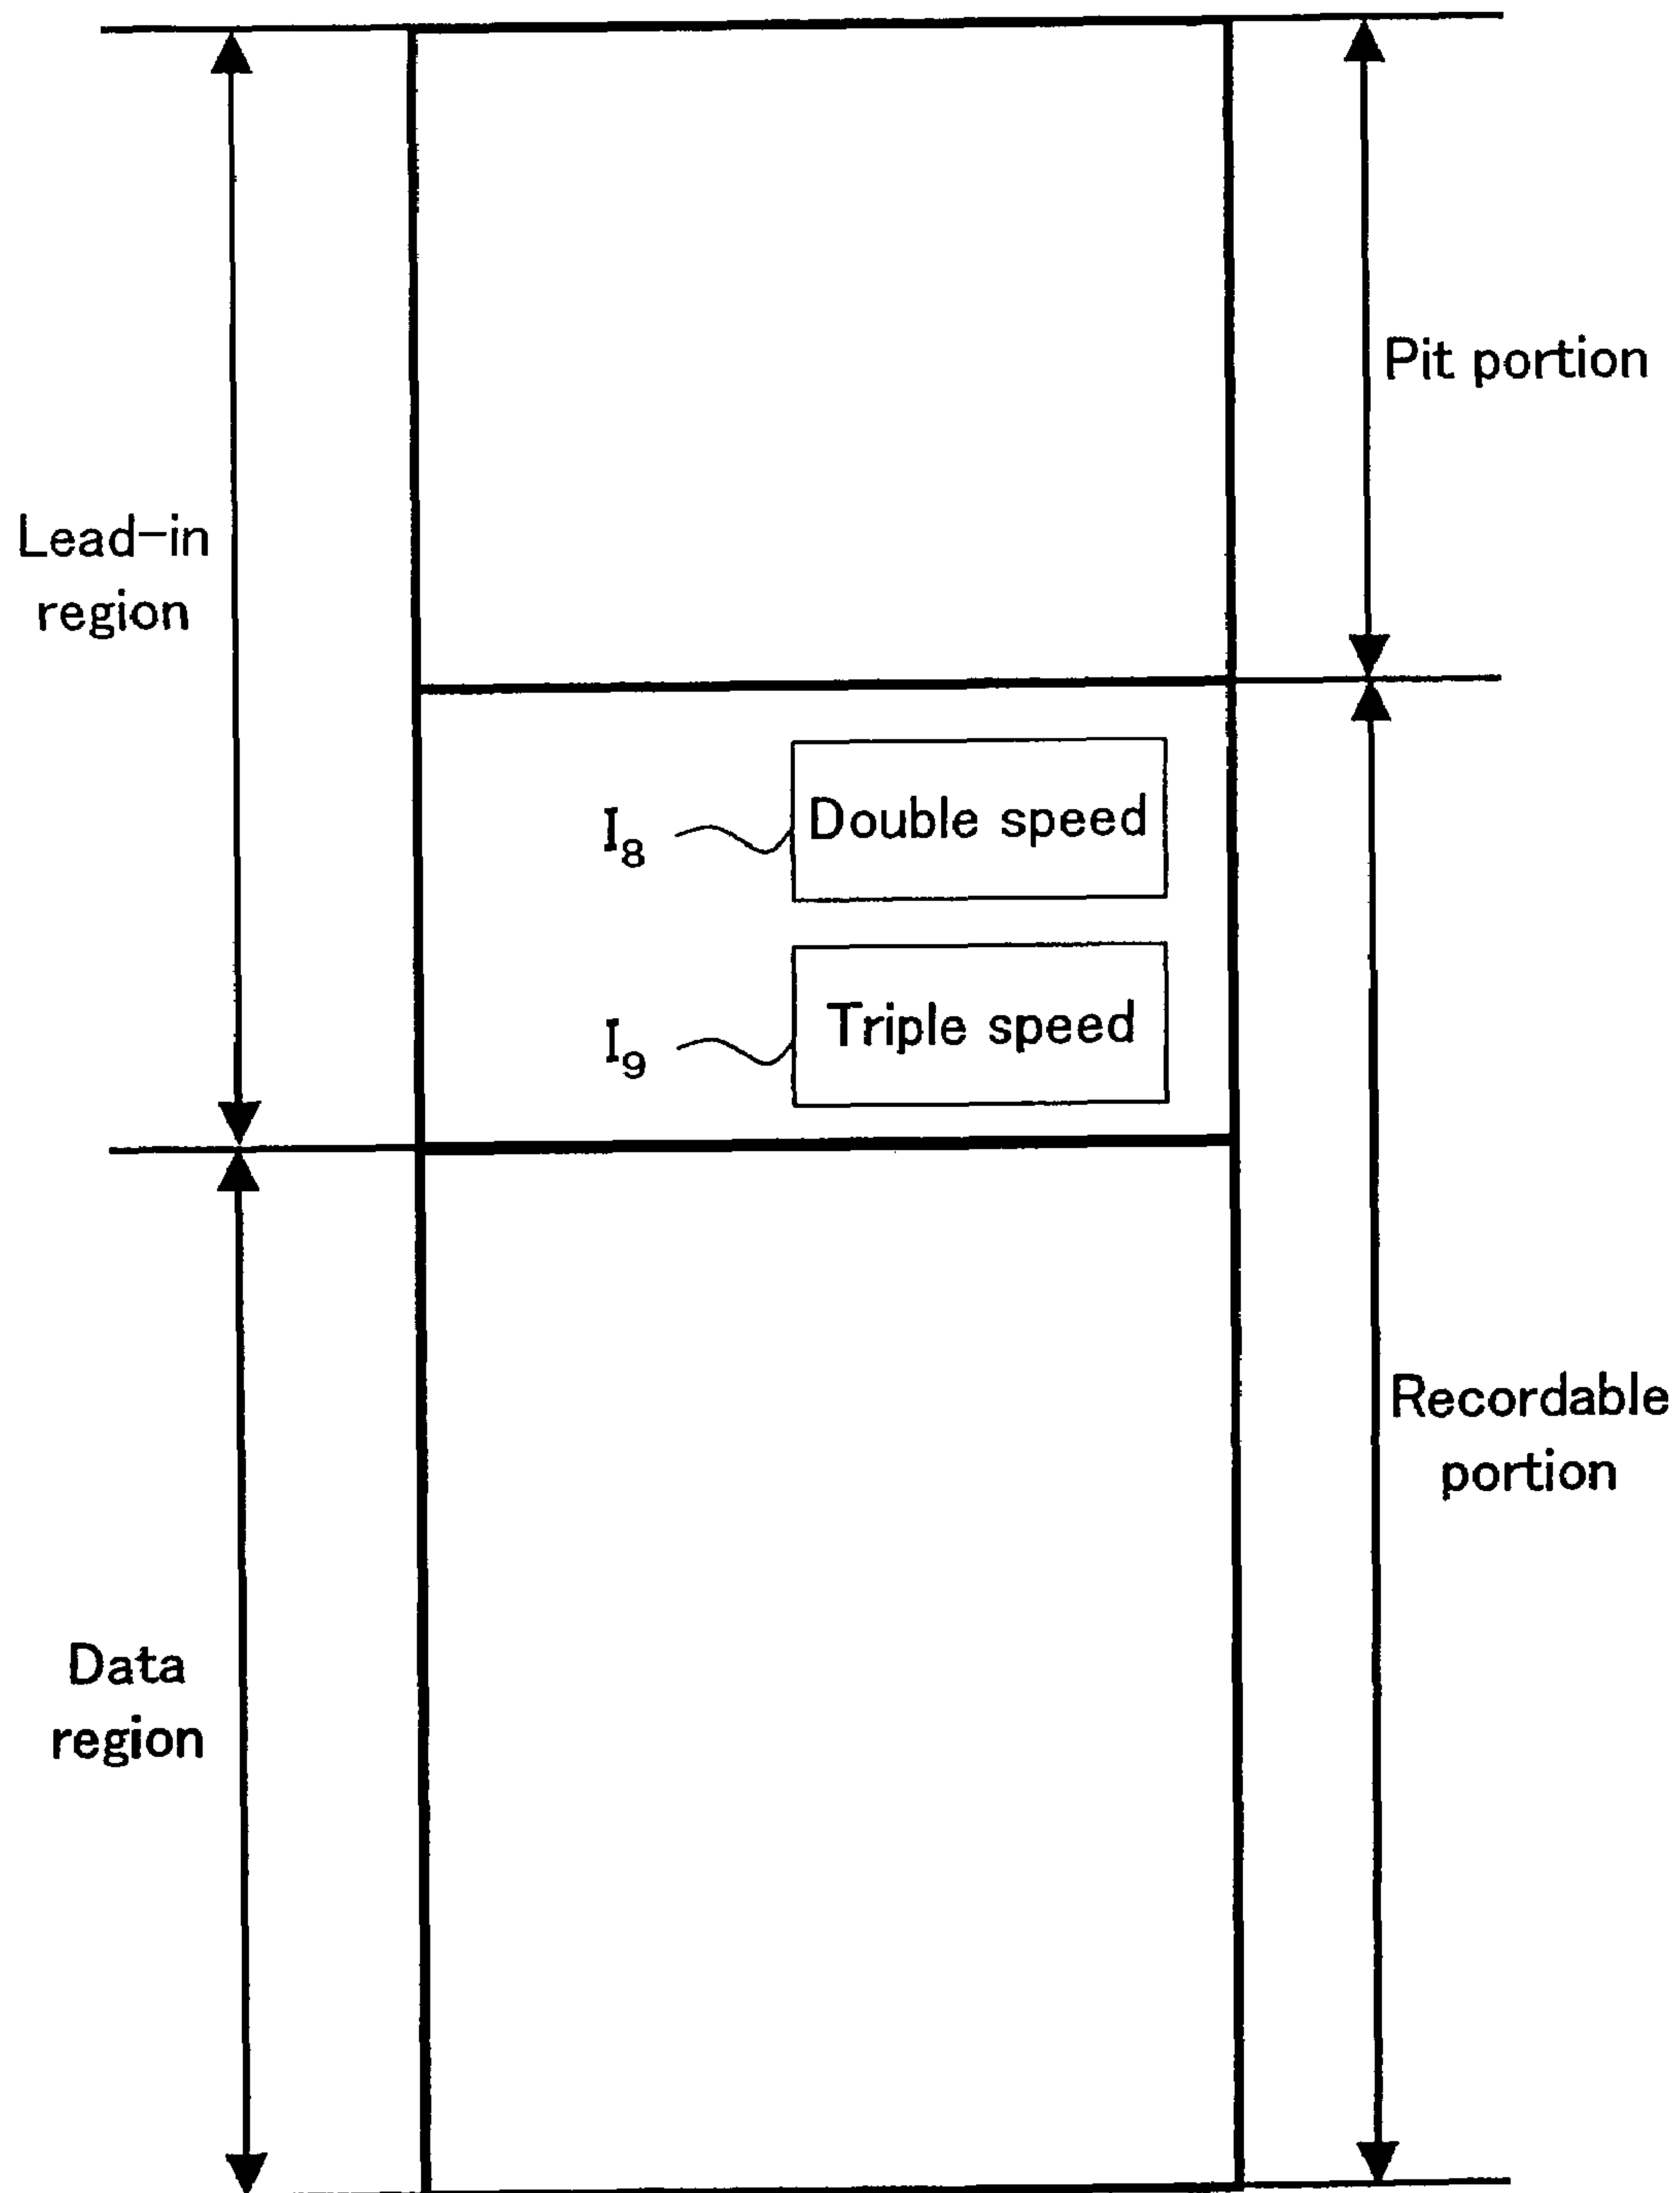 Pit portion
Lead-in
region
I8
Double speed
I9
Triple speed
Recordable
portion
Data
region